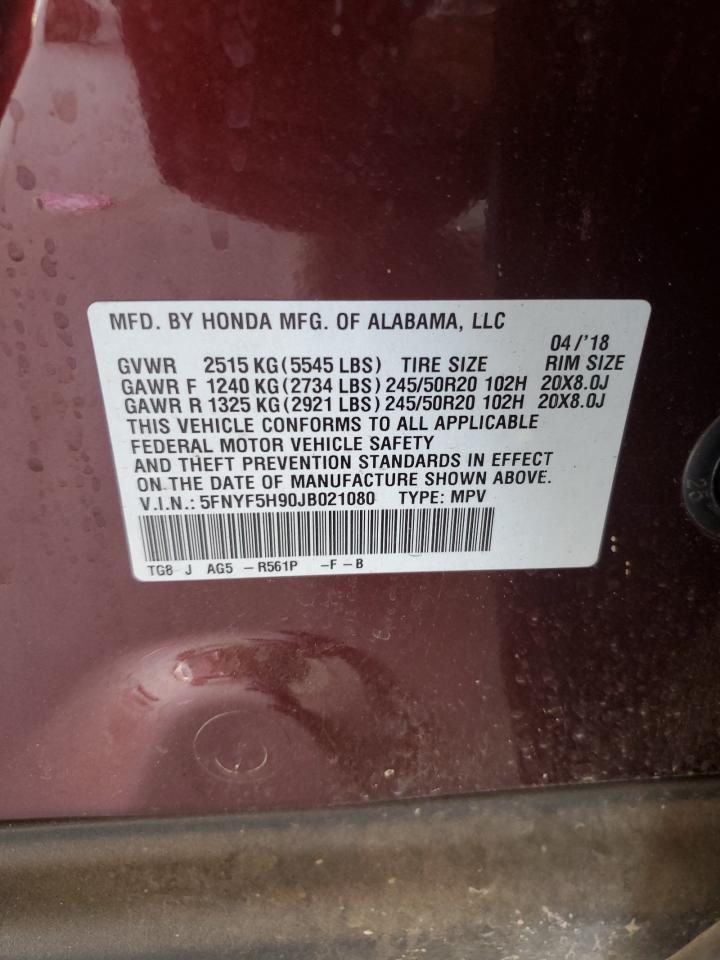 MFD. BY HONDA MFG. OF ALABAMA, LLC
04/'18
GVWR 2515 KG (5545 LBS) TIRE SIZE RIM SIZE
GAWR F 1240 KG (2734 LBS) 245/50R20 102H 20X8.0J
GAWR R 1325 KG (2921 LBS) 245/50R20 102H 20X8.0J
THIS VEHICLE CONFORMS TO ALL APPLICABLE
FEDERAL MOTOR VEHICLE SAFETY
AND THEFT PREVENTION STANDARDS IN EFFECT
ON THE DATE OF MANUFACTURE SHOWN ABOVE.
V.I.N.: 5FNYF5H90JB021080 TYPE: MPV
TG8-J AG5 -R561P -F-B